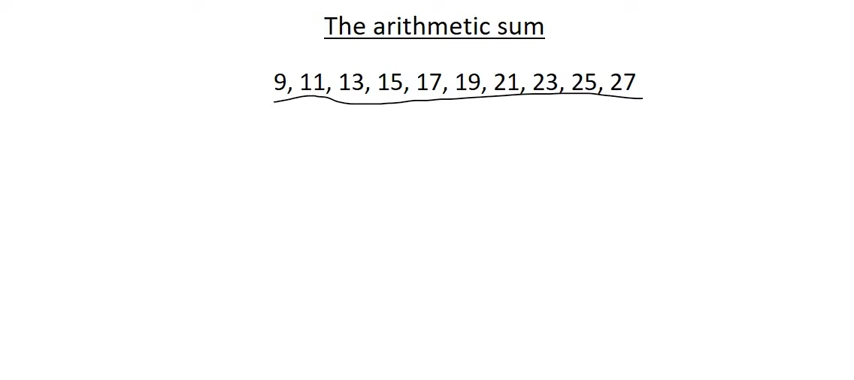 The arithmetic sum
9, 11, 13, 15, 17, 19, 21, 23, 25, 27